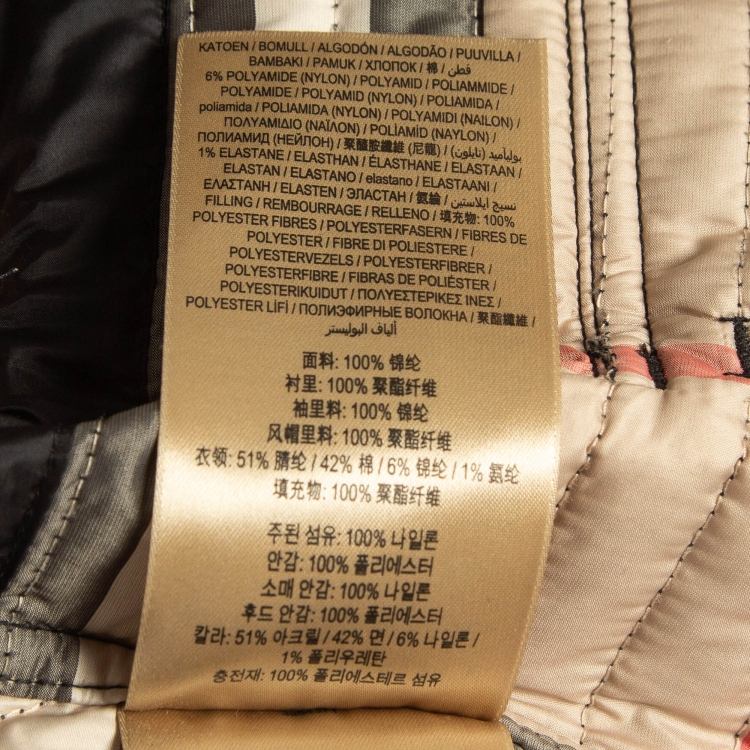 KATOEN / BOMULL / ALGODÓN / ALGODÃO / PUUVILLA /
ΒΑΜΒΑΚΙ / PAMUK / ХЛОПОК / 棉 / قطن /
6% POLYAMIDE (NYLON) / POLYAMID / POLIAMMIDE /
POLYAMIDE / POLYAMID (NYLON) / POLIAMIDA /
poliamida / POLIAMIDA (NYLON) / POLYAMIDI (NAILON) /
ΠΟΛΥΑΜΙΔΙΟ (ΝΑΪΛΟΝ) / POLİAMİD (NAYLON) /
ПОЛИАМИД (НЕЙЛОН) / 聚醯胺纖維 (尼龍) / بولياميد (نايلون) /
1% ELASTANE / ELASTHAN / ÉLASTHANE / ELASTAAN /
ELASTAN / ELASTANO / elastano / ELASTAANI /
ΕΛΑΣΤΑΝΗ / ELASTEN / ЭЛАСТАН / 氨綸 / نسيج ايلاستين /
FILLING / REMBOURRAGE / RELLENO / 填充物: 100%
POLYESTER FIBRES / POLYESTERFASERN / FIBRES DE
POLYESTER / FIBRE DI POLIESTERE /
POLYESTERVEZELS / POLYESTERFIBRER /
POLYESTERFIBRE / FIBRAS DE POLIÉSTER /
POLYESTERIKUIDUT / ΠΟΛΥΕΣΤΕΡΙΚΕΣ ΙΝΕΣ /
POLYESTER LİFİ / ПОЛИЭФИРНЫЕ ВОЛОКНА / 聚酯纖維 /
ألياف البوليستر
面料: 100% 锦纶
衬里: 100% 聚酯纤维
袖里料: 100% 锦纶
风帽里料: 100% 聚酯纤维
衣领: 51% 腈纶 / 42% 棉 / 6% 锦纶 / 1% 氨纶
填充物: 100% 聚酯纤维
주된 섬유: 100% 나일론
안감: 100% 폴리에스터
소매 안감: 100% 나일론
후드 안감: 100% 폴리에스터
칼라: 51% 아크릴 / 42% 면 / 6% 나일론 /
1% 폴리우레탄
충전재: 100% 폴리에스테르 섬유